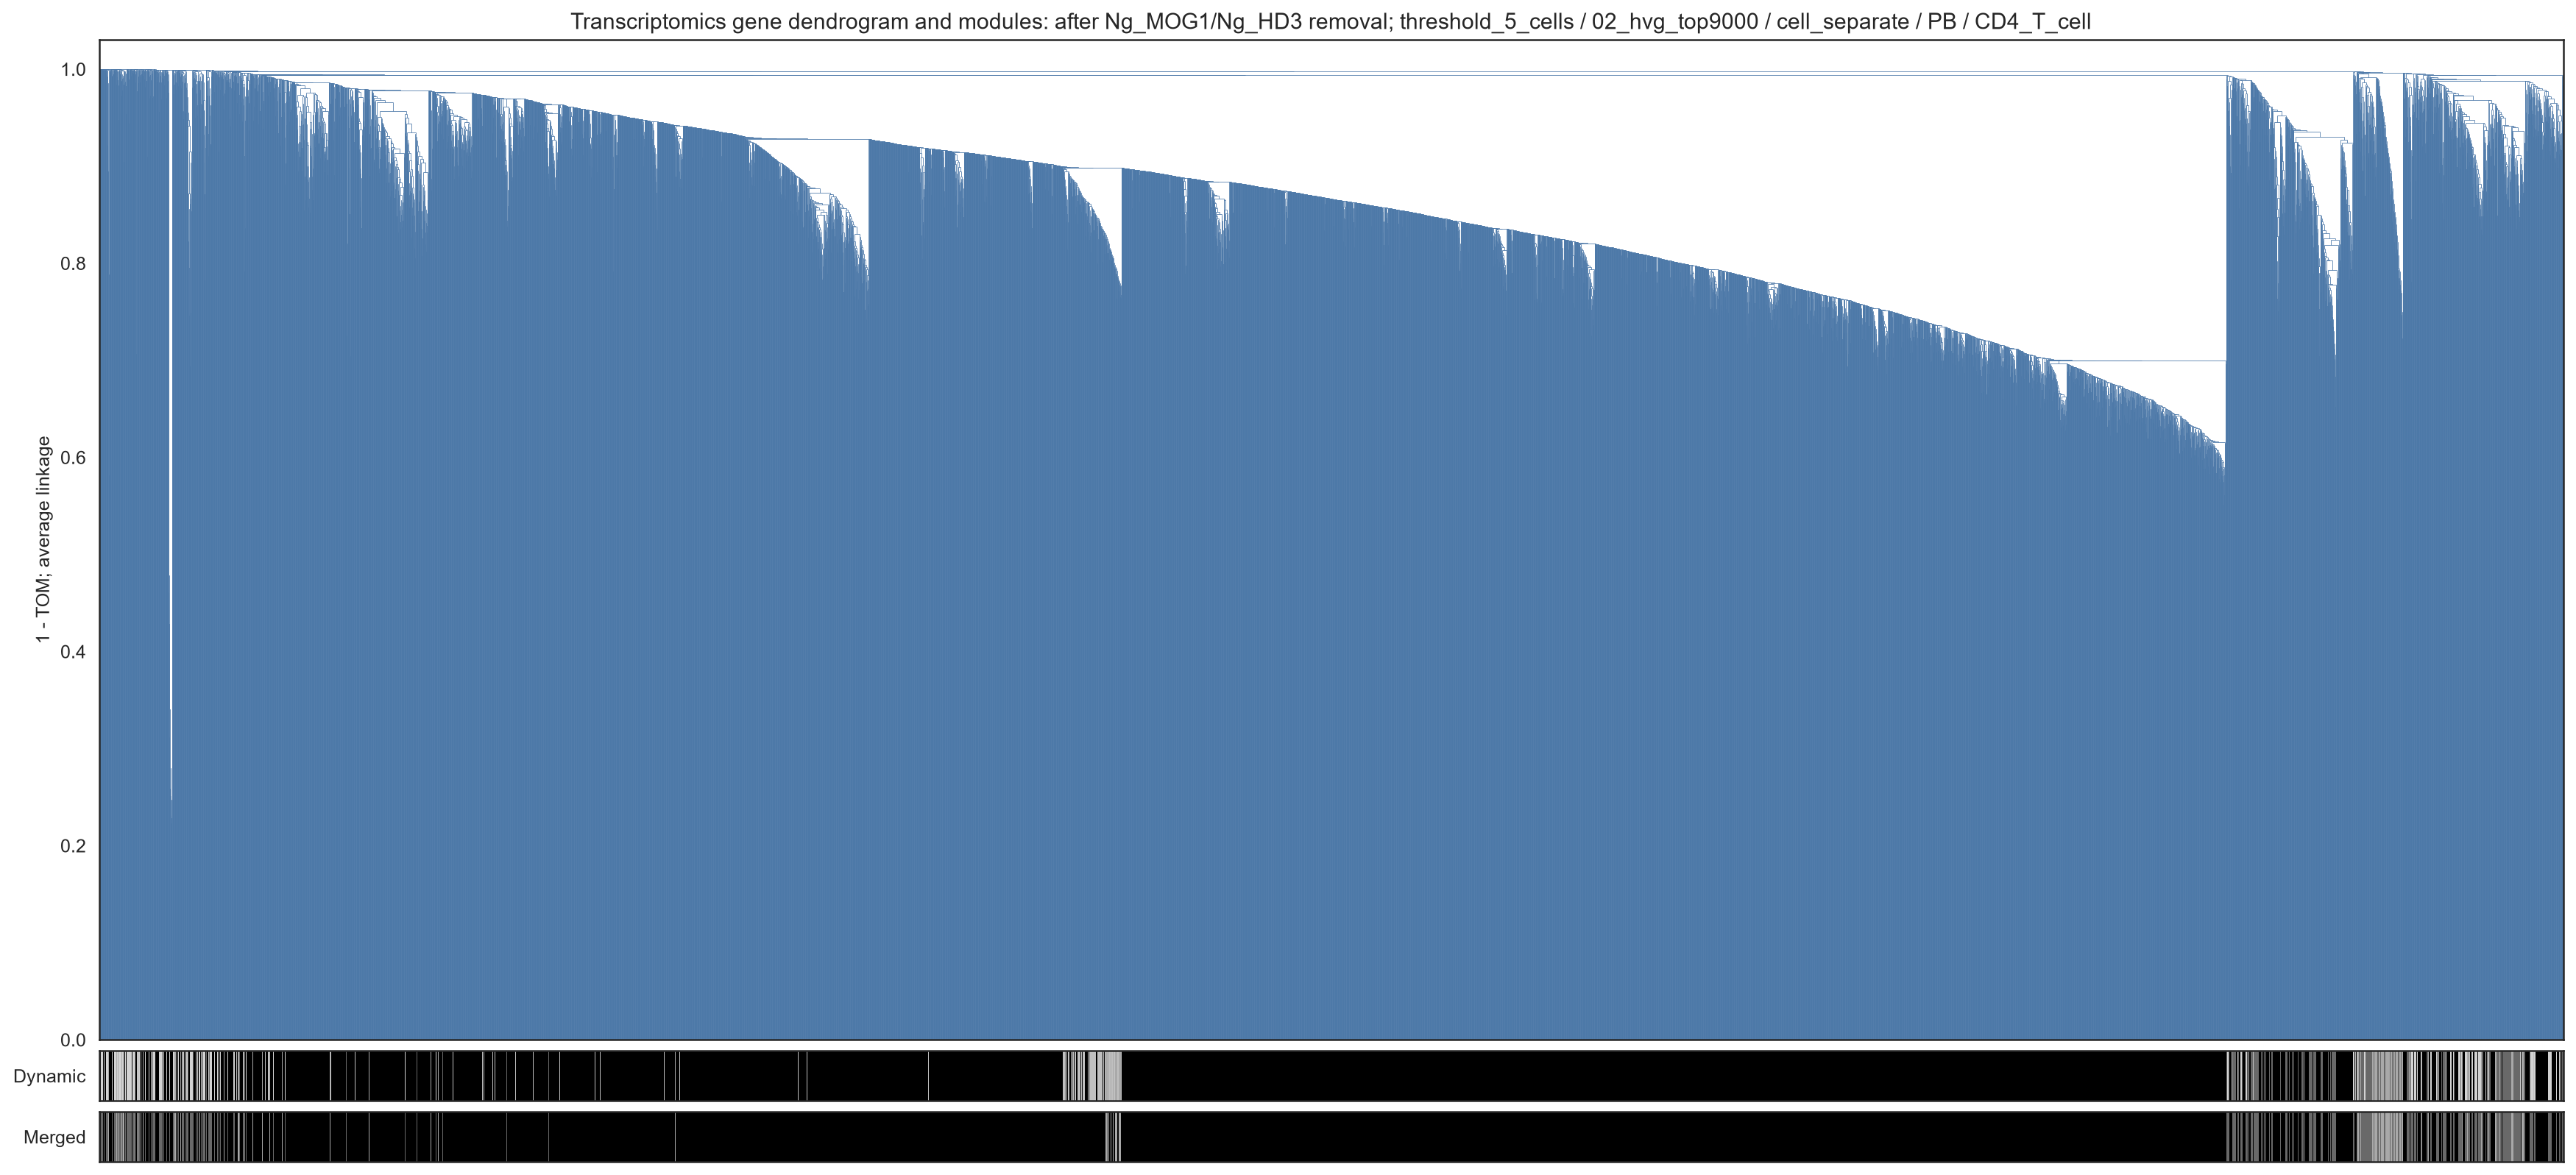 Transcriptomics gene dendrogram and modules: after Ng_MOG1/Ng_HD3 removal; threshold_5_cells / 02_hvg_top9000 / cell_separate / PB / CD4_T_cell
1 - TOM; average linkage
1.0
0.8
0.6
0.4
0.2
0.0
Dynamic
Merged